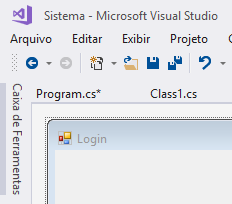 Sistema - Microsoft Visual Studio
Arquivo Editar Exibir Projeto
Program.cs* Class1.cs
Caixa de Ferramentas
Login